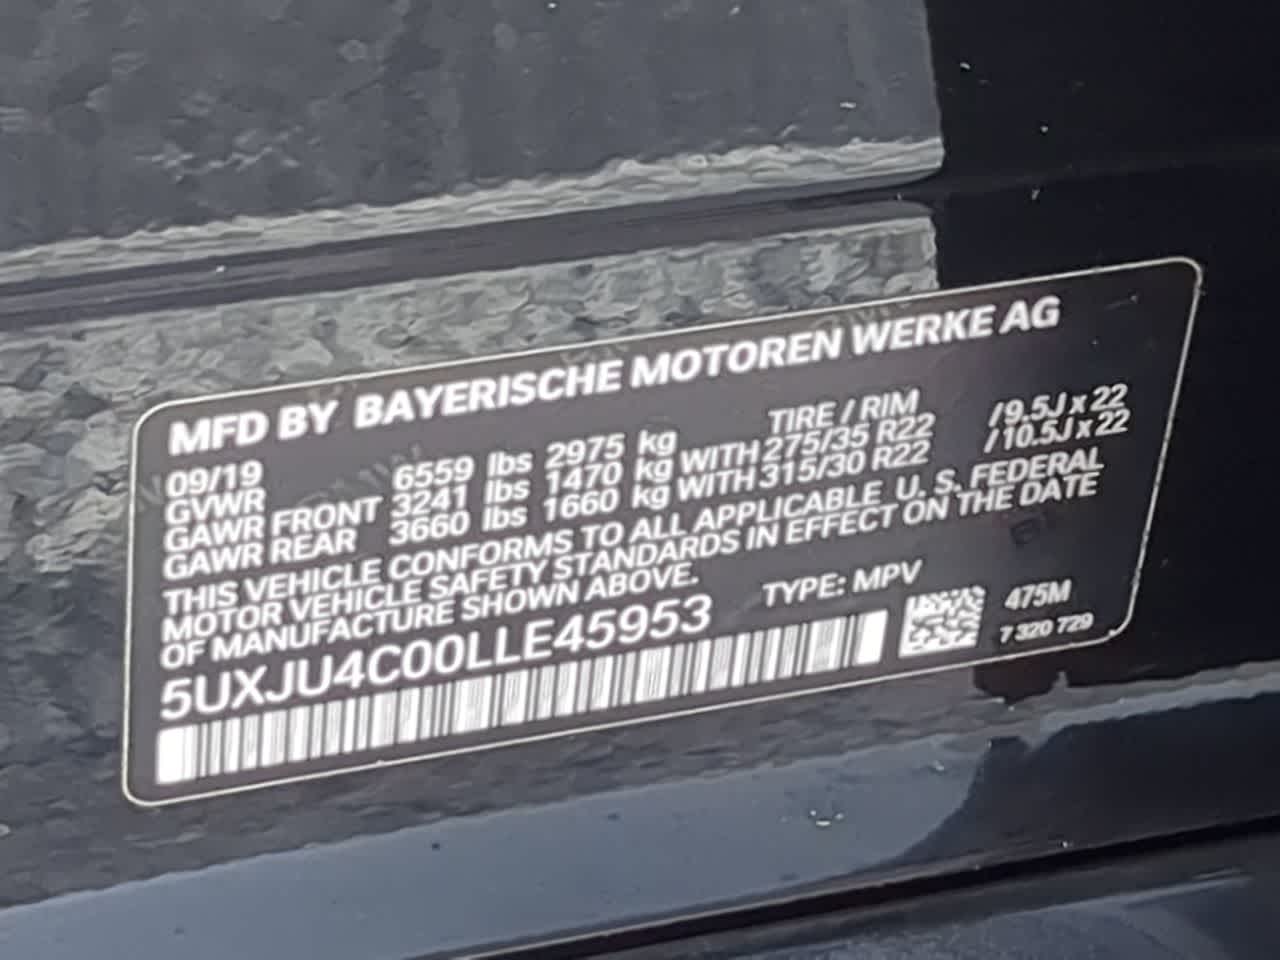 MFD BY BAYERISCHE MOTOREN WERKE AG
09/19 TIRE / RIM
GVWR 6559 lbs 2975 kg
GAWR FRONT 3241 lbs 1470 kg WITH 275/35 R22 /9.5J x 22
GAWR REAR 3660 lbs 1660 kg WITH 315/30 R22 /10.5J x 22
THIS VEHICLE CONFORMS TO ALL APPLICABLE U. S. FEDERAL
MOTOR VEHICLE SAFETY STANDARDS IN EFFECT ON THE DATE
OF MANUFACTURE SHOWN ABOVE.
5UXJU4C00LLE45953 TYPE: MPV
475M
7 320 729